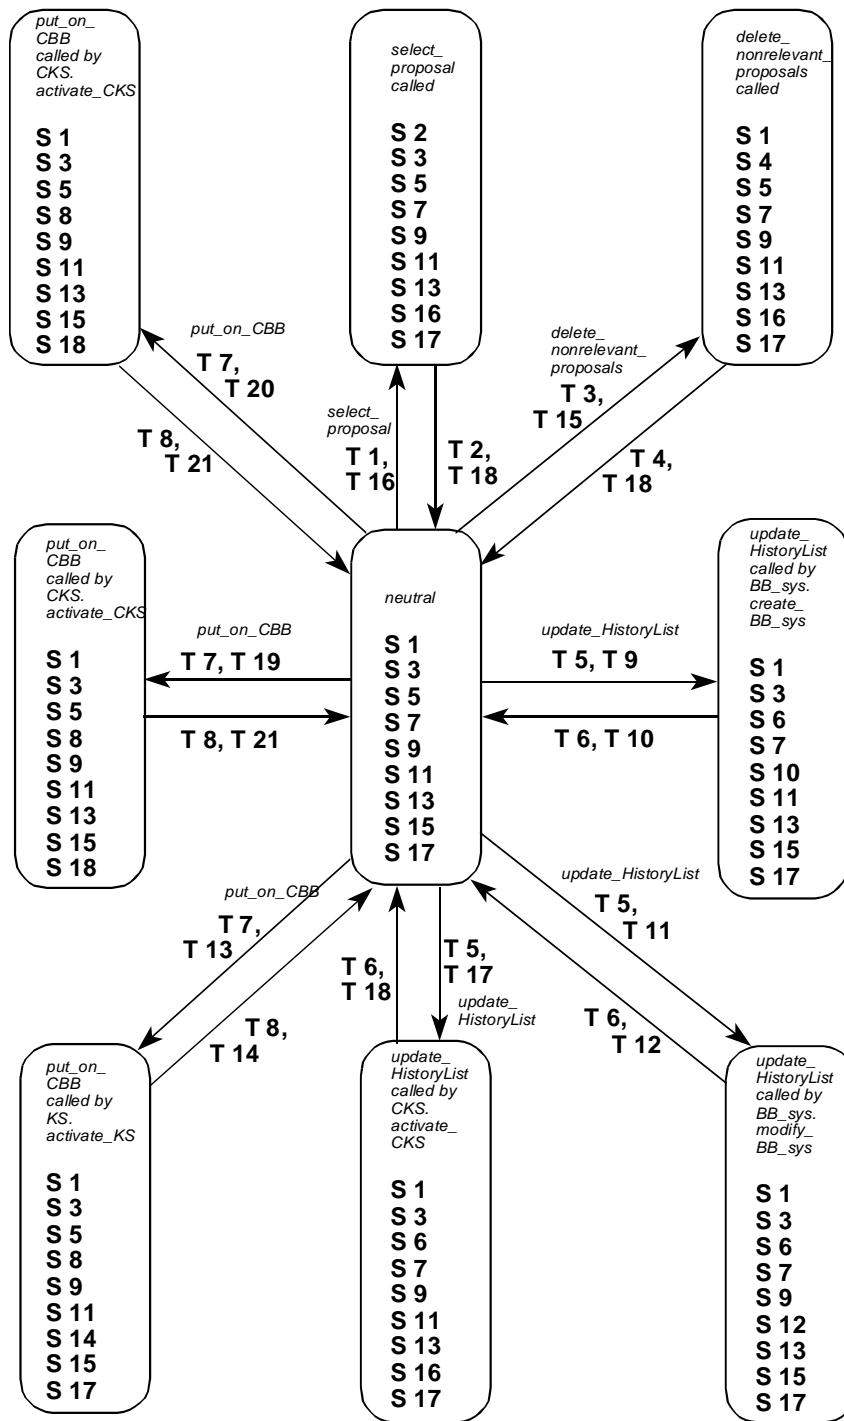 put_on_
CBB
called by
CKS.
activate_CKS
S 1
S 3
S 5
S 8
S 9
S 11
S 13
S 15
S 18
select_
proposal
called
S 2
S 3
S 5
S 7
S 9
S 11
S 13
S 16
S 17
delete_
nonrelevant_
proposals
called
S 1
S 4
S 5
S 7
S 9
S 11
S 13
S 16
S 17
put_on_CBB
T 7,
T 20
T 8,
T 21
select_
proposal
T 1,
T 16
T 2,
T 18
delete_
nonrelevant_
proposals
T 3,
T 15
T 4,
T 18
put_on_
CBB
called by
CKS.
activate_CKS
S 1
S 3
S 5
S 8
S 9
S 11
S 13
S 15
S 18
put_on_CBB
T 7, T 19
T 8, T 21
neutral
S 1
S 3
S 5
S 7
S 9
S 11
S 13
S 15
S 17
update_HistoryList
T 5, T 9
T 6, T 10
update_
HistoryList
called by
BB_sys.
create_
BB_sys
S 1
S 3
S 6
S 7
S 10
S 11
S 13
S 15
S 17
put_on_CBB
T 7,
T 13
T 8,
T 14
T 6,
T 18
T 5,
T 17
update_
HistoryList
update_HistoryList
T 5,
T 11
T 6,
T 12
put_on_
CBB
called by
KS.
activate_KS
S 1
S 3
S 5
S 8
S 9
S 11
S 14
S 15
S 17
update_
HistoryList
called by
CKS.
activate_
CKS
S 1
S 3
S 6
S 7
S 9
S 11
S 13
S 16
S 17
update_
HistoryList
called by
BB_sys.
modify_
BB_sys
S 1
S 3
S 6
S 7
S 9
S 12
S 13
S 15
S 17